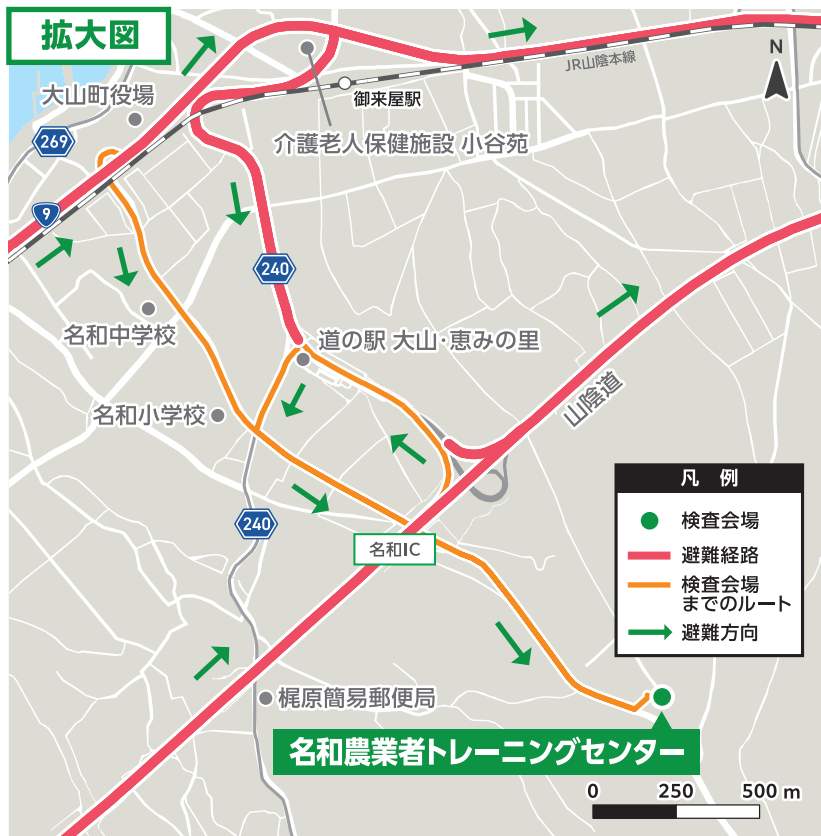 拡大図
N
JR山陰本線
御来屋駅
大山町役場
269
介護老人保健施設 小谷苑
9
240
名和中学校
道の駅 大山・恵みの里
名和小学校
山陰道
240
名和IC
凡 例
検査会場
避難経路
検査会場
までのルート
避難方向
梶原簡易郵便局
名和農業者トレーニングセンター
0 250 500 m